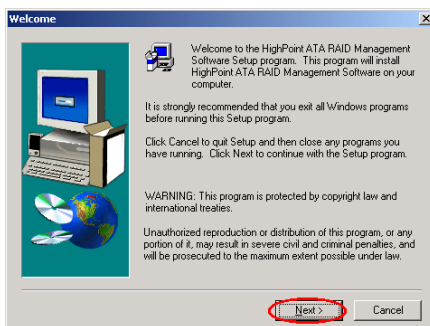 Welcome
Welcome to the HighPoint ATA RAID Management
Software Setup program. This program will install
HighPoint ATA RAID Management Software on your
computer.
It is strongly recommended that you exit all Windows programs
before running this Setup program.
Click Cancel to quit Setup and then close any programs you
have running. Click Next to continue with the Setup program.
WARNING: This program is protected by copyright law and
international treaties.
Unauthorized reproduction or distribution of this program, or any
portion of it, may result in severe civil and criminal penalties, and
will be prosecuted to the maximum extent possible under law.
Next >
Cancel